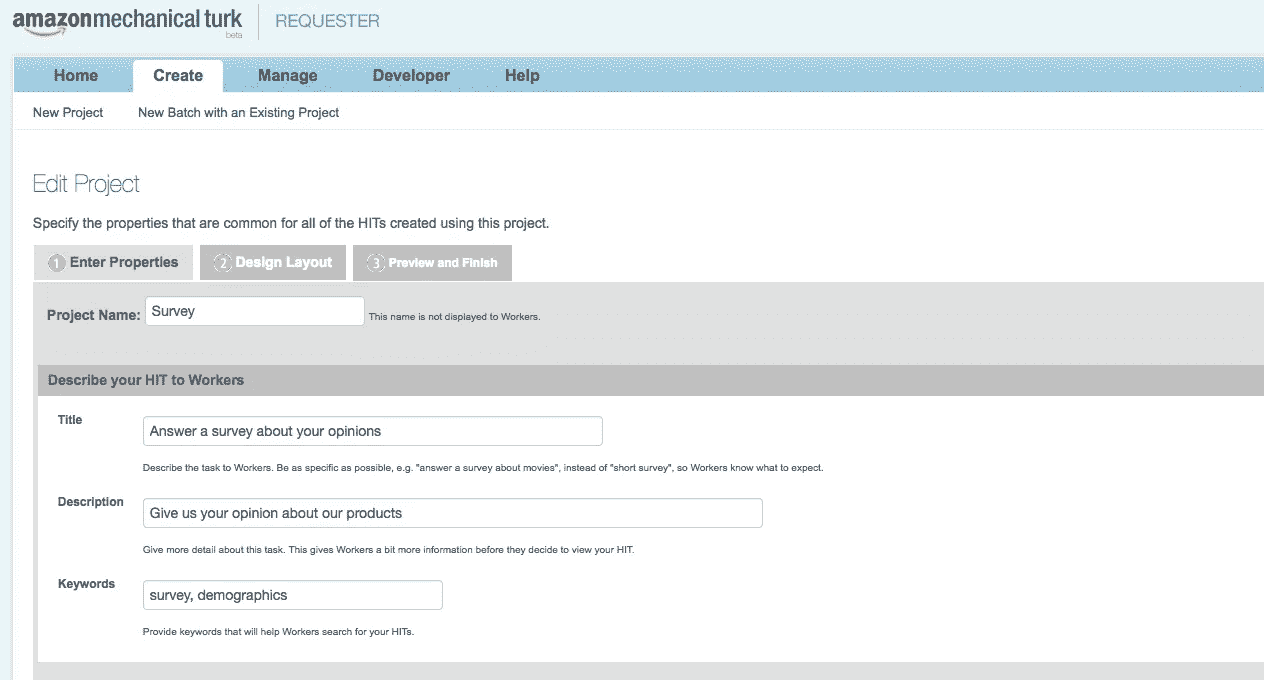 amazonmechanical turk
beta
REQUESTER
Home Create Manage Developer Help
New Project New Batch with an Existing Project
Edit Project
Specify the properties that are common for all of the HITs created using this project.
1 Enter Properties 2 Design Layout 3 Preview and Finish
Project Name: Survey This name is not displayed to Workers.
Describe your HIT to Workers
Title
Answer a survey about your opinions
Describe the task to Workers. Be as specific as possible, e.g. "answer a survey about movies", instead of "short survey", so Workers know what to expect.
Description
Give us your opinion about our products
Give more detail about this task. This gives Workers a bit more information before they decide to view your HIT.
Keywords
survey, demographics
Provide keywords that will help Workers search for your HITs.